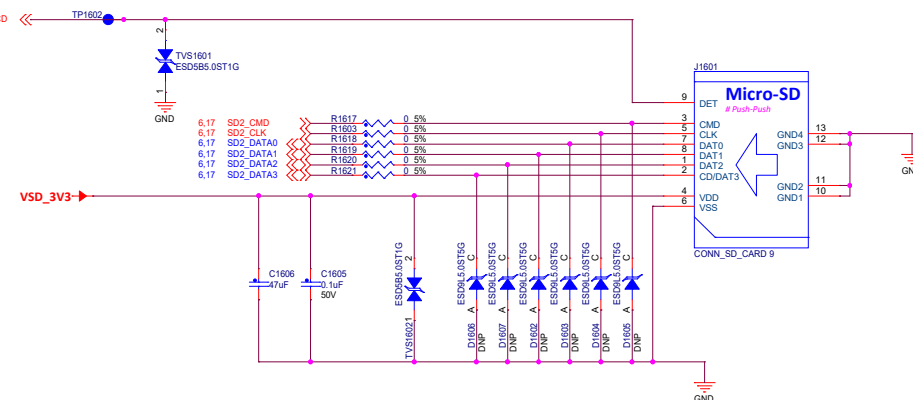 TP1602
2
TVS1601
ESD5B5.0ST1G
1
GND
J1601
Micro-SD
# Push-Push
9 DET
6,17 SD2_CMD R1617 0 5% 3 CMD
6,17 SD2_CLK R1603 0 5% 5 CLK
6,17 SD2_DATA0 R1618 0 5% 7 DAT0
6,17 SD2_DATA1 R1619 0 5% 8 DAT1
6,17 SD2_DATA2 R1620 0 5% 1 DAT2
6,17 SD2_DATA3 R1621 0 5% 2 CD/DAT3
VSD_3V3 4 VDD
6 VSS
GND4 13
GND3 12
GND2 11
GND1 10
CONN_SD_CARD 9
C1606
47uF
C1605
0.1uF
50V
ESD5B5.0ST1G 2
TVS1602 1
ESD9L5.0ST5G C
A D1606 DNP
ESD9L5.0ST5G C
A D1607 DNP
ESD9L5.0ST5G C
A D1602 DNP
ESD9L5.0ST5G C
A D1603 DNP
ESD9L5.0ST5G C
A D1604 DNP
ESD9L5.0ST5G C
A D1605 DNP
GND